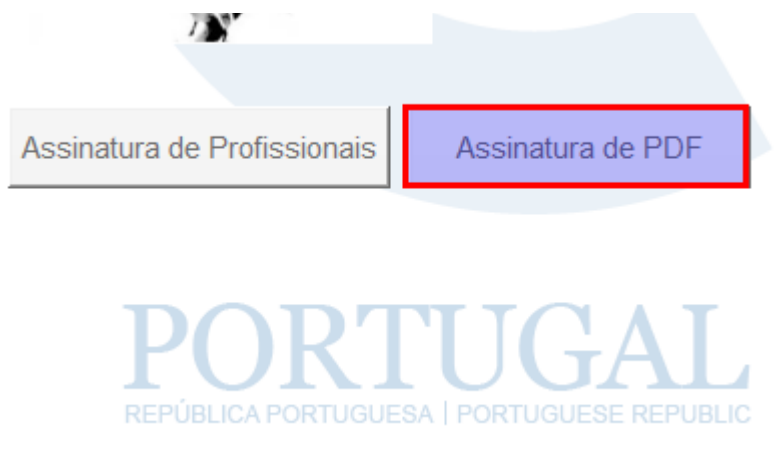 Assinatura de Profissionais
Assinatura de PDF
PORTUGAL
REPÚBLICA PORTUGUESA | PORTUGUESE REPUBLIC